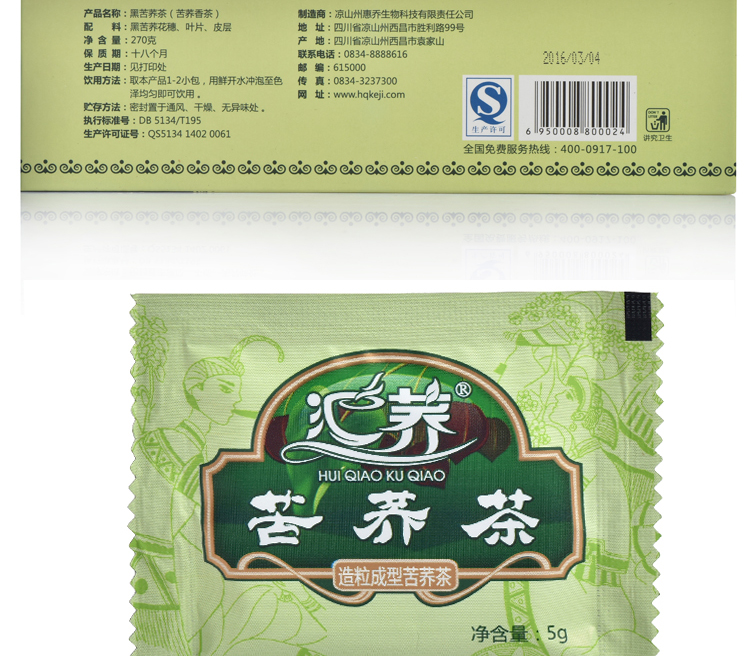 产品名称：黑苦荞茶（苦荞香茶）
配　　料：黑苦荞花穗、叶片、皮层
净 含 量：270克
保 质 期：十八个月
生产日期：见打印处
饮用方法：取本产品1-2小包，用鲜开水冲泡至色
泽均匀即可饮用 。
贮存方法：密封置于通风、干燥、无异味处 。
执行标准号：DB 5134/T195
生产许可证号：QS5134 1402 0061
制造商：凉山州惠乔生物科技有限责任公司
地　址：四川省凉山州西昌市胜利路99号
产　地：四川省凉山州西昌市袁家山
联系电话：0834-8888616
邮　编：615000
传　真：0834-3237300
网　址：www.hqkeji.com
2016/03/04
QS
生产许可
6 950008 800024
讲究卫生
全国免费服务热线：400-0917-100
汇荞®
HUI QIAO KU QIAO
苦荞茶
造粒成型苦荞茶
净含量：5g